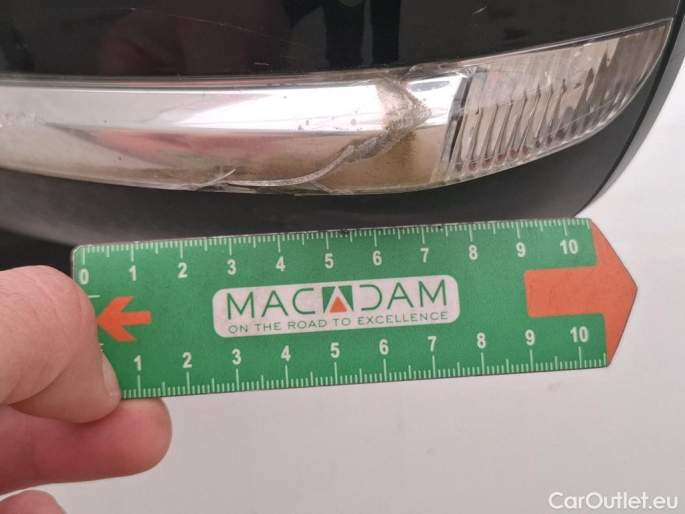 0 1 2 3 4 5 6 7 8 9 10
MACADAM
ON THE ROAD TO EXCELLENCE
1 2 3 4 5 6 7 8 9 10
CarOutlet.eu